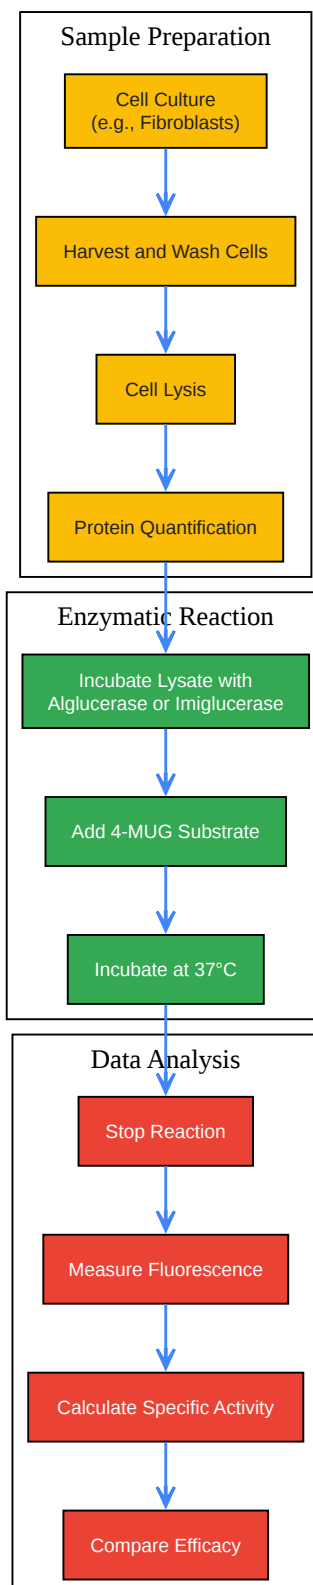 Sample Preparation
Cell Culture
(e.g., Fibroblasts)
Harvest and Wash Cells
Cell Lysis
Protein Quantification
Enzymatic Reaction
Incubate Lysate with
Alglucerase or Imiglucerase
Add 4-MUG Substrate
Incubate at 37°C
Data Analysis
Stop Reaction
Measure Fluorescence
Calculate Specific Activity
Compare Efficacy